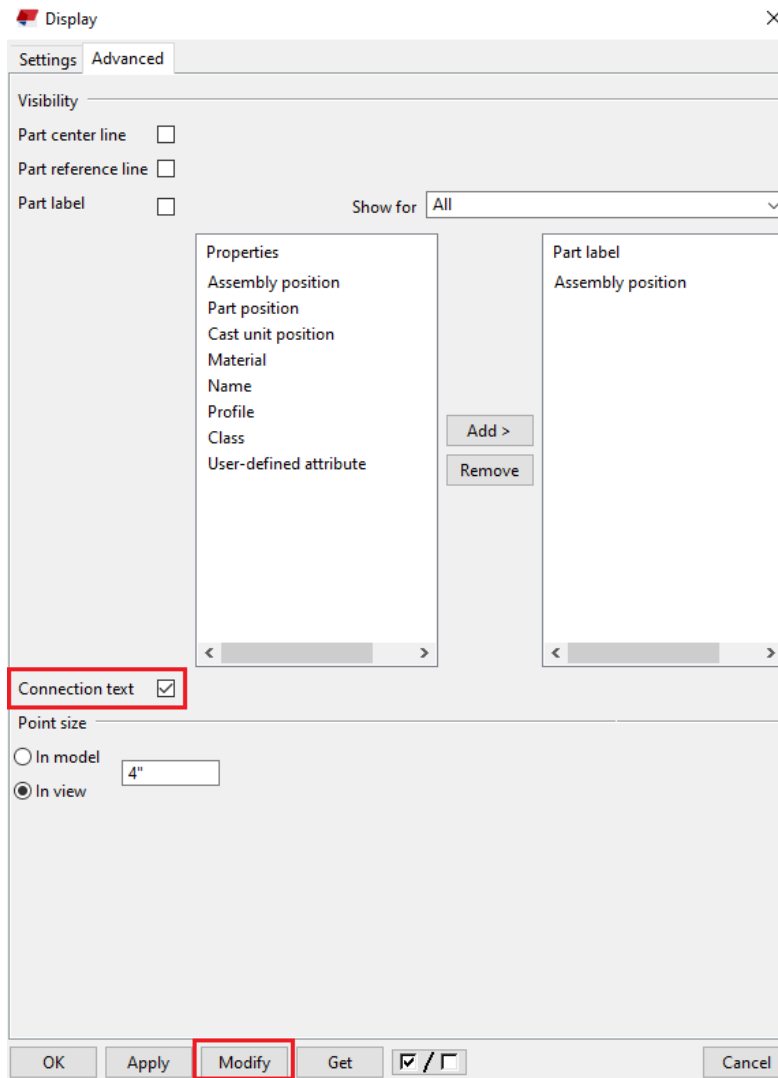 Display
Settings Advanced
Visibility
Part center line
Part reference line
Part label Show for All
Properties Part label
Assembly position Assembly position
Part position
Cast unit position
Material
Name
Profile
Add >
Class
User-defined attribute
Remove
Connection text
Point size
In model
4"
In view
OK Apply Modify Get / Cancel